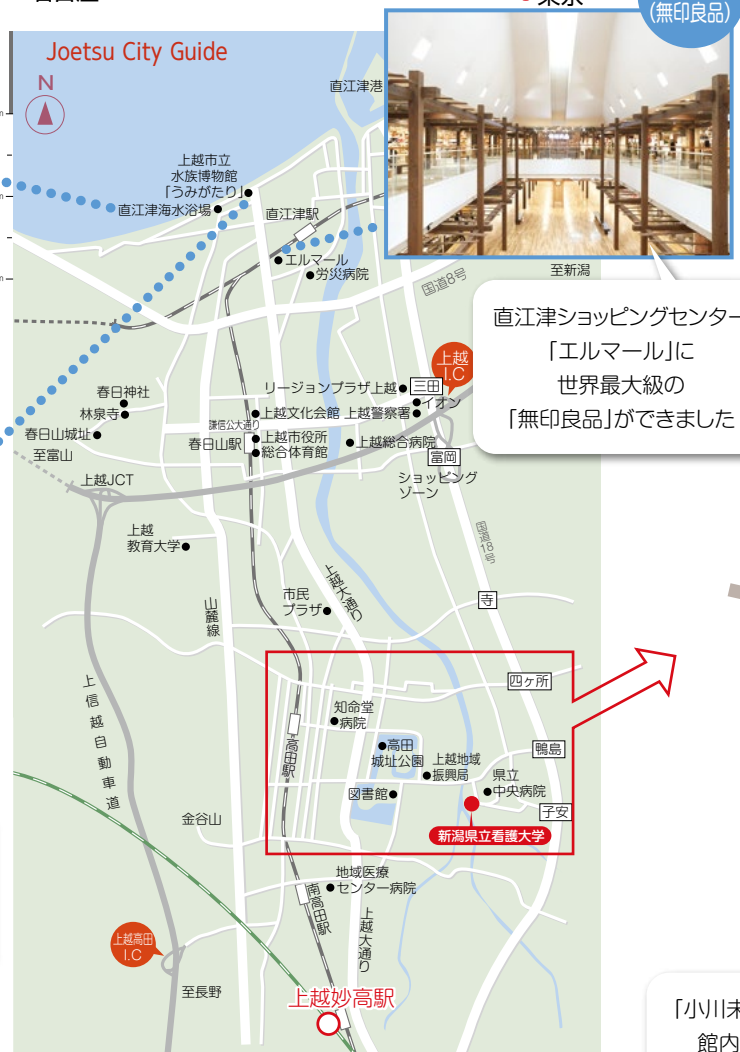 東京
(無印良品)
Joetsu City Guide
N
直江津港
上越市立
水族博物館
「うみがたり」
直江津海水浴場
直江津駅
エルマール
労災病院
国道8号
至新潟
直江津ショッピングセンター
「エルマール」に
世界最大級の
「無印良品」ができました
上越
I.C
リージョンプラザ上越
三田
イオン
春日神社
林泉寺
春日山城址
至富山
謙信公大通り
上越文化会館
上越警察署
春日山駅
上越市役所
総合体育館
上越総合病院
富岡
ショッピング
ゾーン
上越JCT
上越
教育大学
国道18号
市民
プラザ
上越大通り
山麓線
寺
四ヶ所
上信越自動車道
知命堂
病院
高田駅
高田
城址公園
上越地域
振興局
鴨島
県立
中央病院
図書館
子安
新潟県立看護大学
金谷山
地域医療
センター病院
南高田駅
上越大通り
上越高田
I.C
至長野
上越妙高駅
「小川未
館内